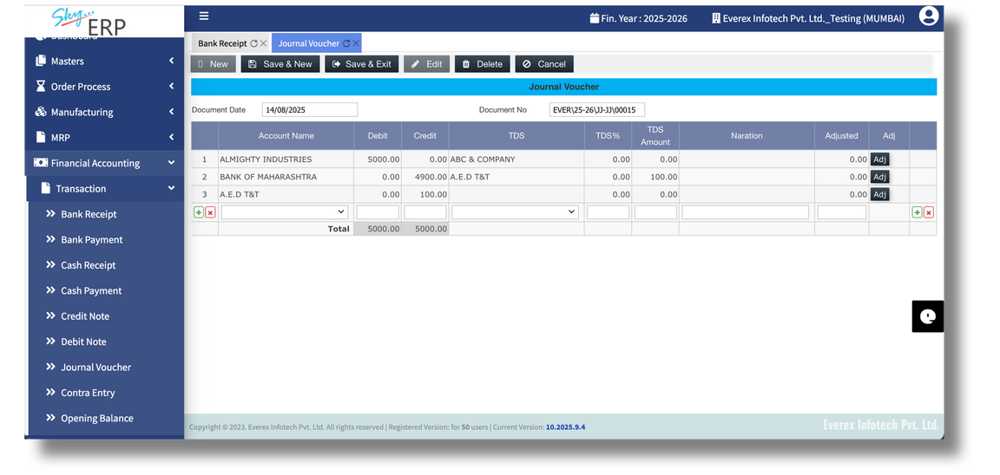 Sky...
ERP
Fin. Year : 2025-2026
Everex Infotech Pvt. Ltd._Testing (MUMBAI)
Dashboard
Masters
Order Process
Manufacturing
MRP
Financial Accounting
Transaction
Bank Receipt
Bank Payment
Cash Receipt
Cash Payment
Credit Note
Debit Note
Journal Voucher
Contra Entry
Opening Balance
Bank Receipt Journal Voucher
New Save & New Save & Exit Edit Delete Cancel
Journal Voucher
Document Date 14/08/2025 Document No EVER\25-26\JJ-JJ\00015
Account Name Debit Credit TDS TDS% TDS Amount Naration Adjusted Adj
1 ALMIGHTY INDUSTRIES 5000.00 0.00 ABC & COMPANY 0.00 0.00 0.00 Adj
2 BANK OF MAHARASHTRA 0.00 4900.00 A.E.D T&T 0.00 100.00 0.00 Adj
3 A.E.D T&T 0.00 100.00 0.00 0.00 0.00 Adj
Total 5000.00 5000.00
Copyright © 2023. Everex Infotech Pvt. Ltd. All rights reserved | Registered Version: for 50 users | Current Version: 10.2025.9.4
Everex Infotech Pvt. Ltd.